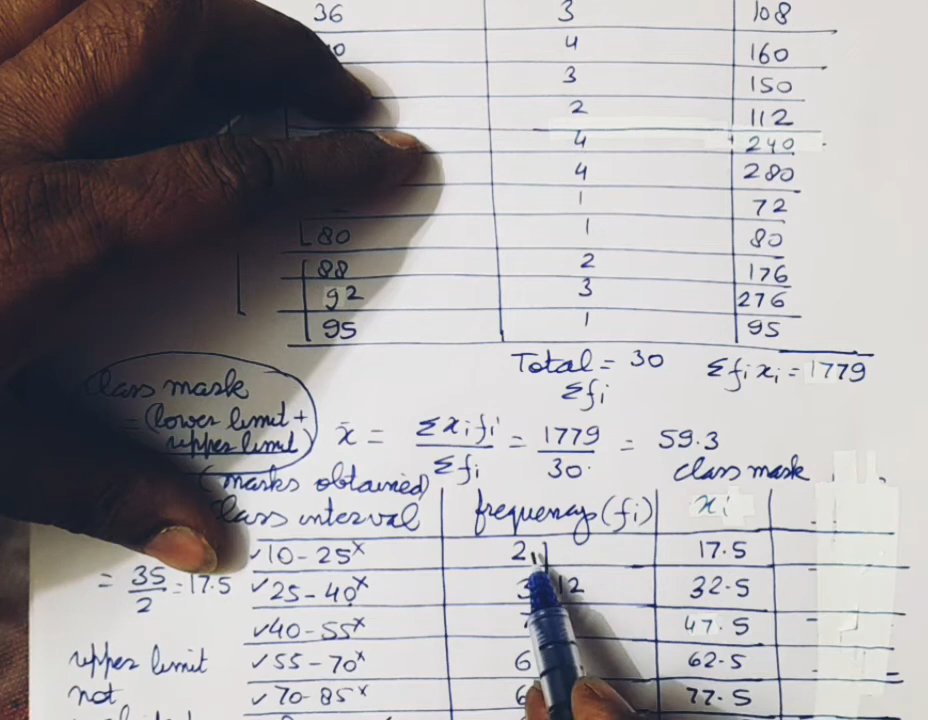 36 3 108
4 160
3 150
2 112
4 240
4 280
1 72
80 1 80
88 2 176
92 3 276
95 1 95
Total = 30 Σfi xi = 1779
Σfi
class mark
= (lower limit +
upper limit)
x̄ = Σxifi / Σfi = 1779 / 30 = 59.3
(marks obtained) class mark
class interval frequency (fi) xi
✓10-25× 2 17.5
= 35/2 = 17.5 ✓25-40× 3 12 32.5
✓40-55× 47.5
upper limit ✓55-70× 6 62.5
not ✓70-85× 6 77.5